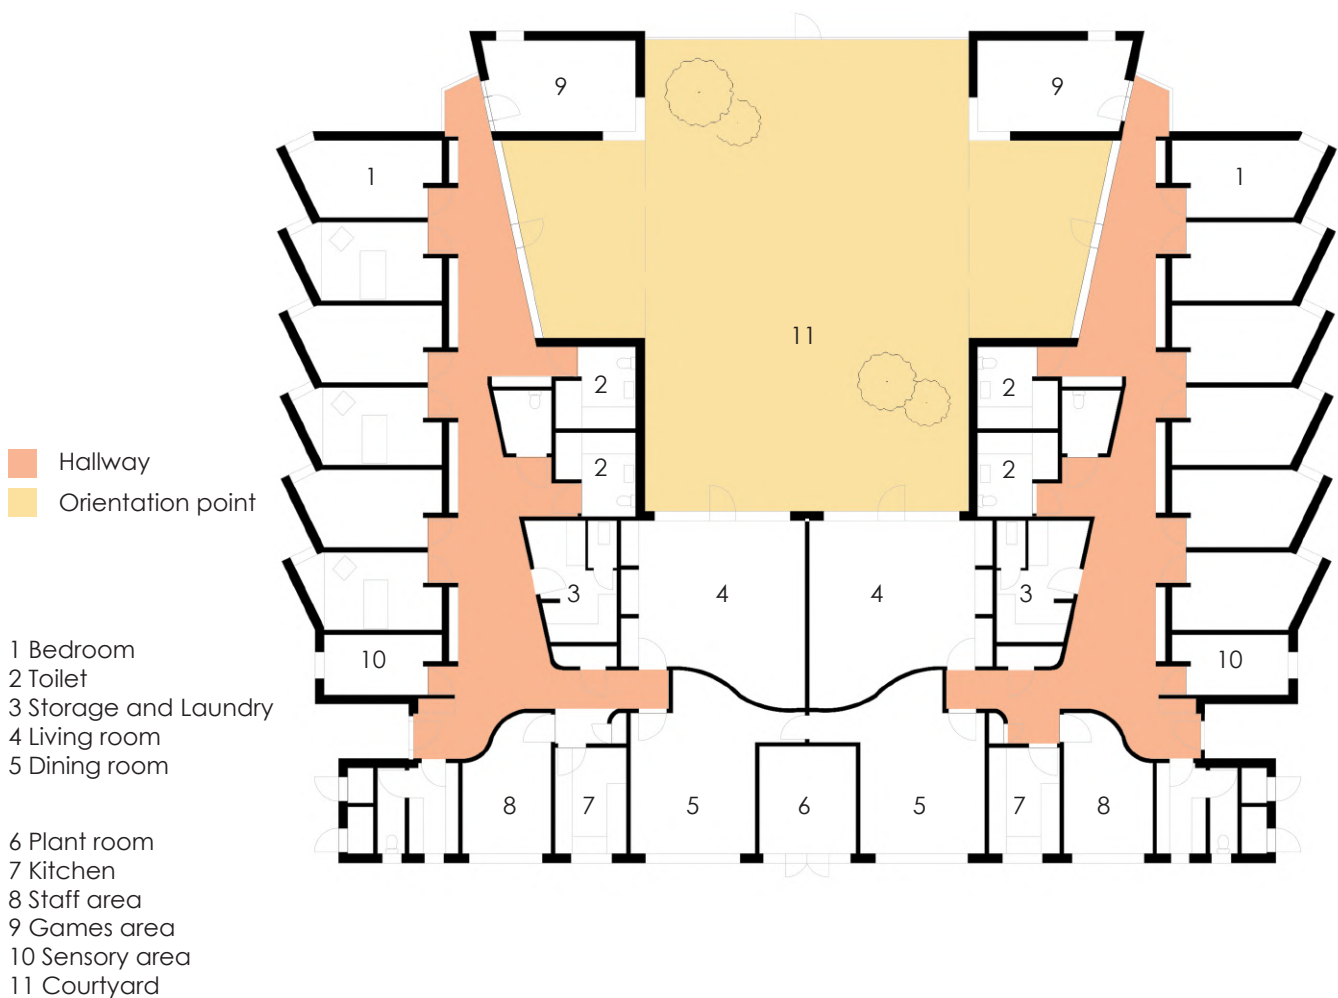 9 9
1 1
11
2 2
Hallway
2 2
Orientation point
3 4 4 3
1 Bedroom
10 10
2 Toilet
3 Storage and Laundry
4 Living room
5 Dining room
8 7 5 6 5 7 8
6 Plant room
7 Kitchen
8 Staff area
9 Games area
10 Sensory area
11 Courtyard